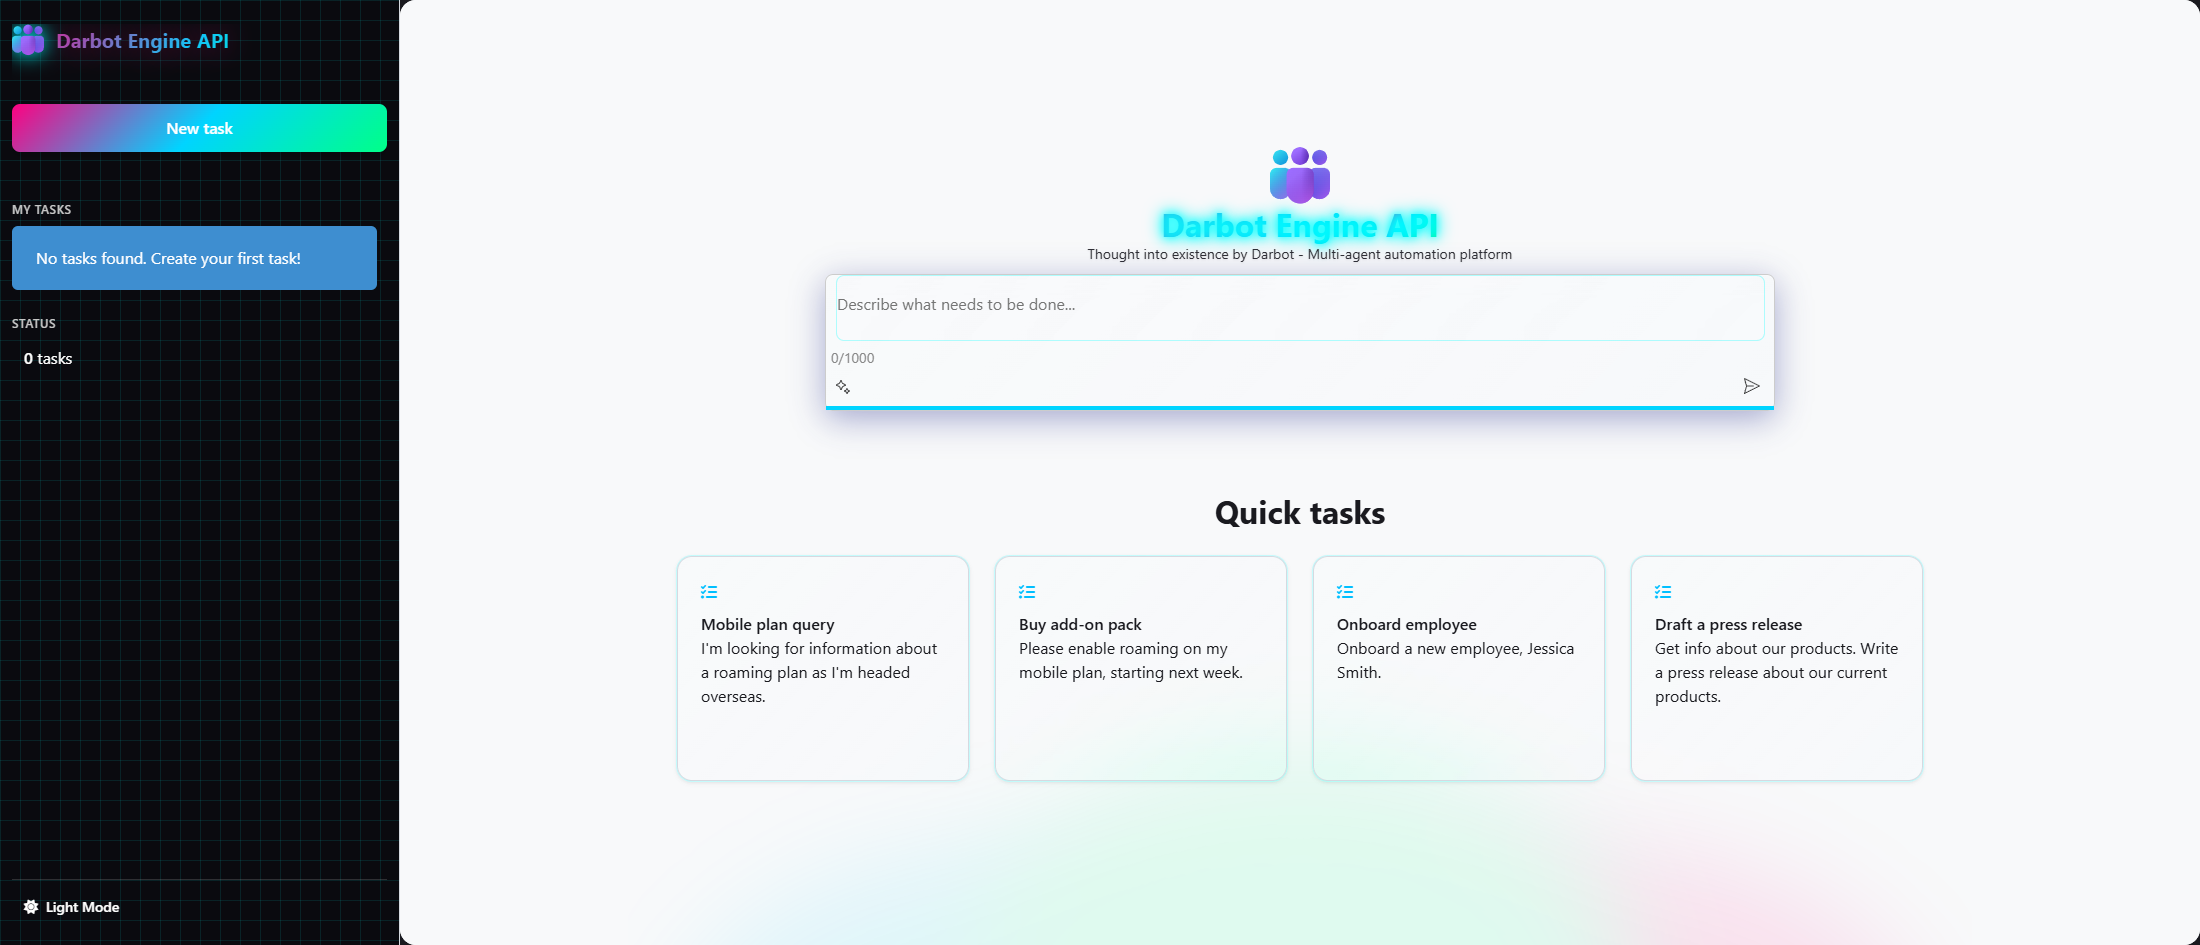 Darbot Engine API
New task
MY TASKS
No tasks found. Create your first task!
STATUS
0 tasks
Light Mode
Darbot Engine API
Thought into existence by Darbot - Multi-agent automation platform
Describe what needs to be done...
0/1000
Quick tasks
Mobile plan query
I'm looking for information about
a roaming plan as I'm headed
overseas.
Buy add-on pack
Please enable roaming on my
mobile plan, starting next week.
Onboard employee
Onboard a new employee, Jessica
Smith.
Draft a press release
Get info about our products. Write
a press release about our current
products.